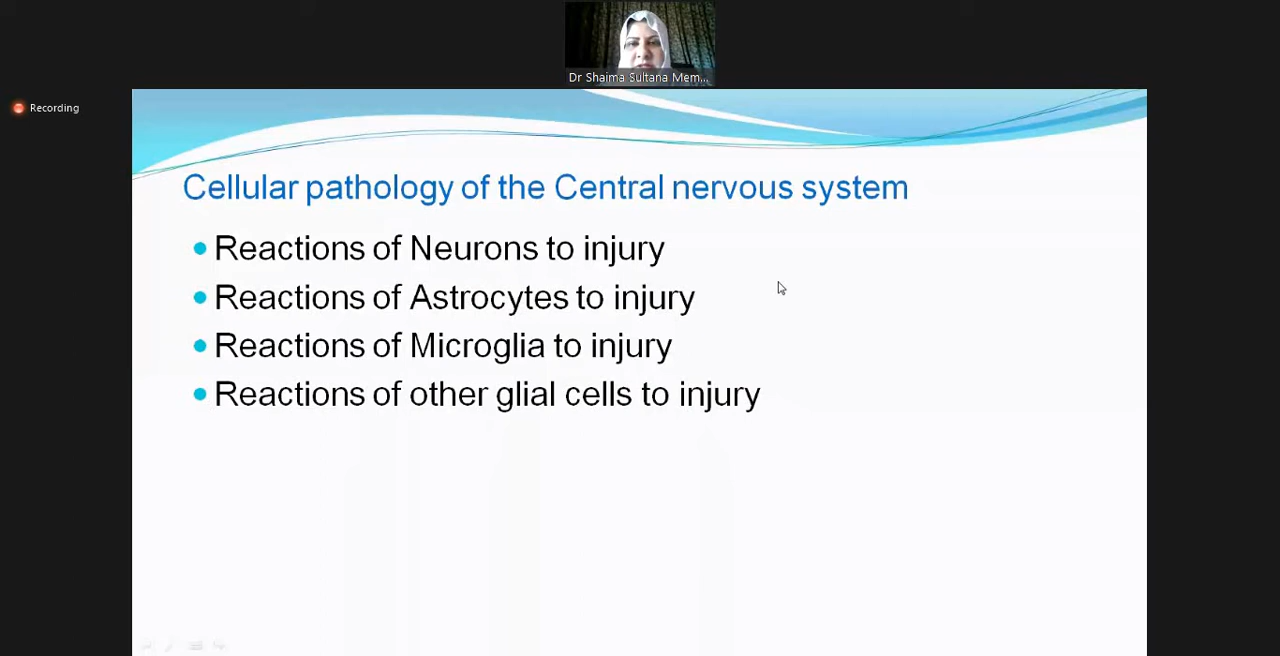 Dr Shaima Sultana Mem...
Recording
Cellular pathology of the Central nervous system
Reactions of Neurons to injury
Reactions of Astrocytes to injury
Reactions of Microglia to injury
Reactions of other glial cells to injury